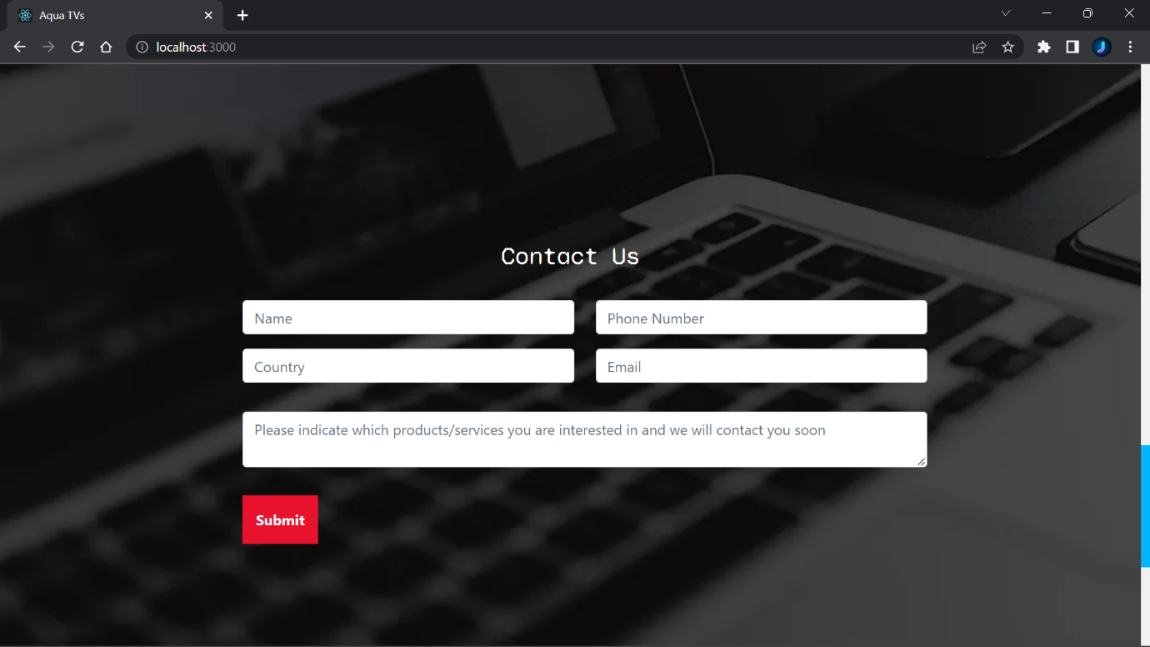 Aqua TVs
localhost:3000
Contact Us
Name
Phone Number
Country
Email
Please indicate which products/services you are interested in and we will contact you soon
Submit